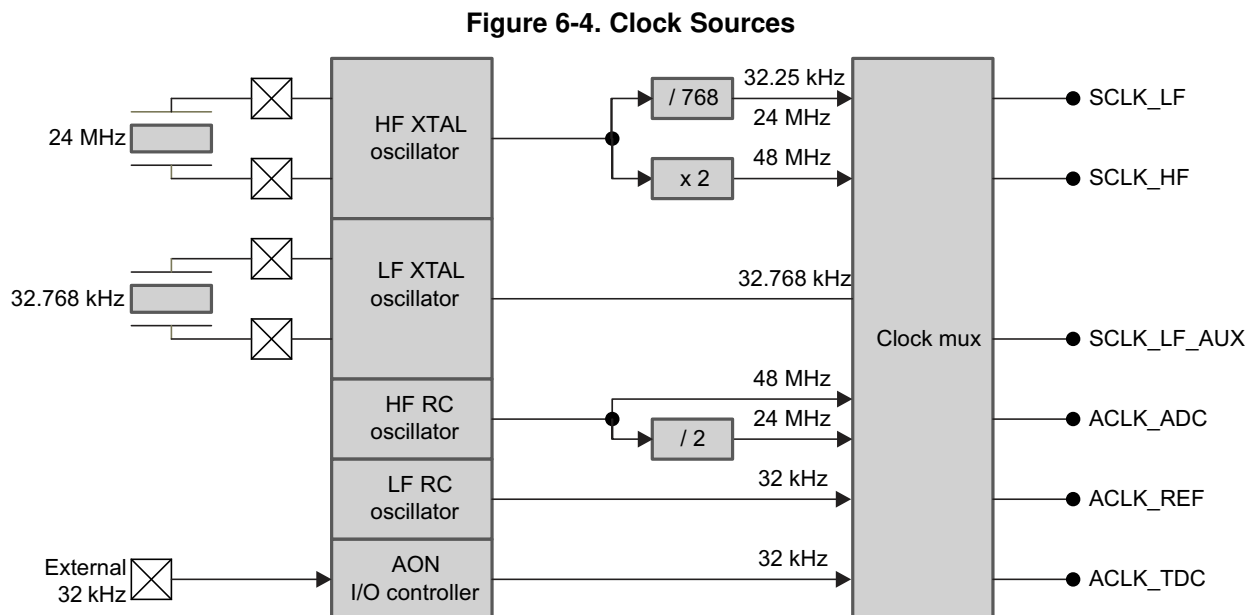 Figure 6-4. Clock Sources
24 MHz
HF XTAL
oscillator
/ 768
32.25 kHz
24 MHz
x 2
48 MHz
SCLK_LF
SCLK_HF
32.768 kHz
LF XTAL
oscillator
32.768 kHz
Clock mux
SCLK_LF_AUX
HF RC
oscillator
48 MHz
/ 2
24 MHz
ACLK_ADC
LF RC
oscillator
32 kHz
ACLK_REF
External
32 kHz
AON
I/O controller
32 kHz
ACLK_TDC